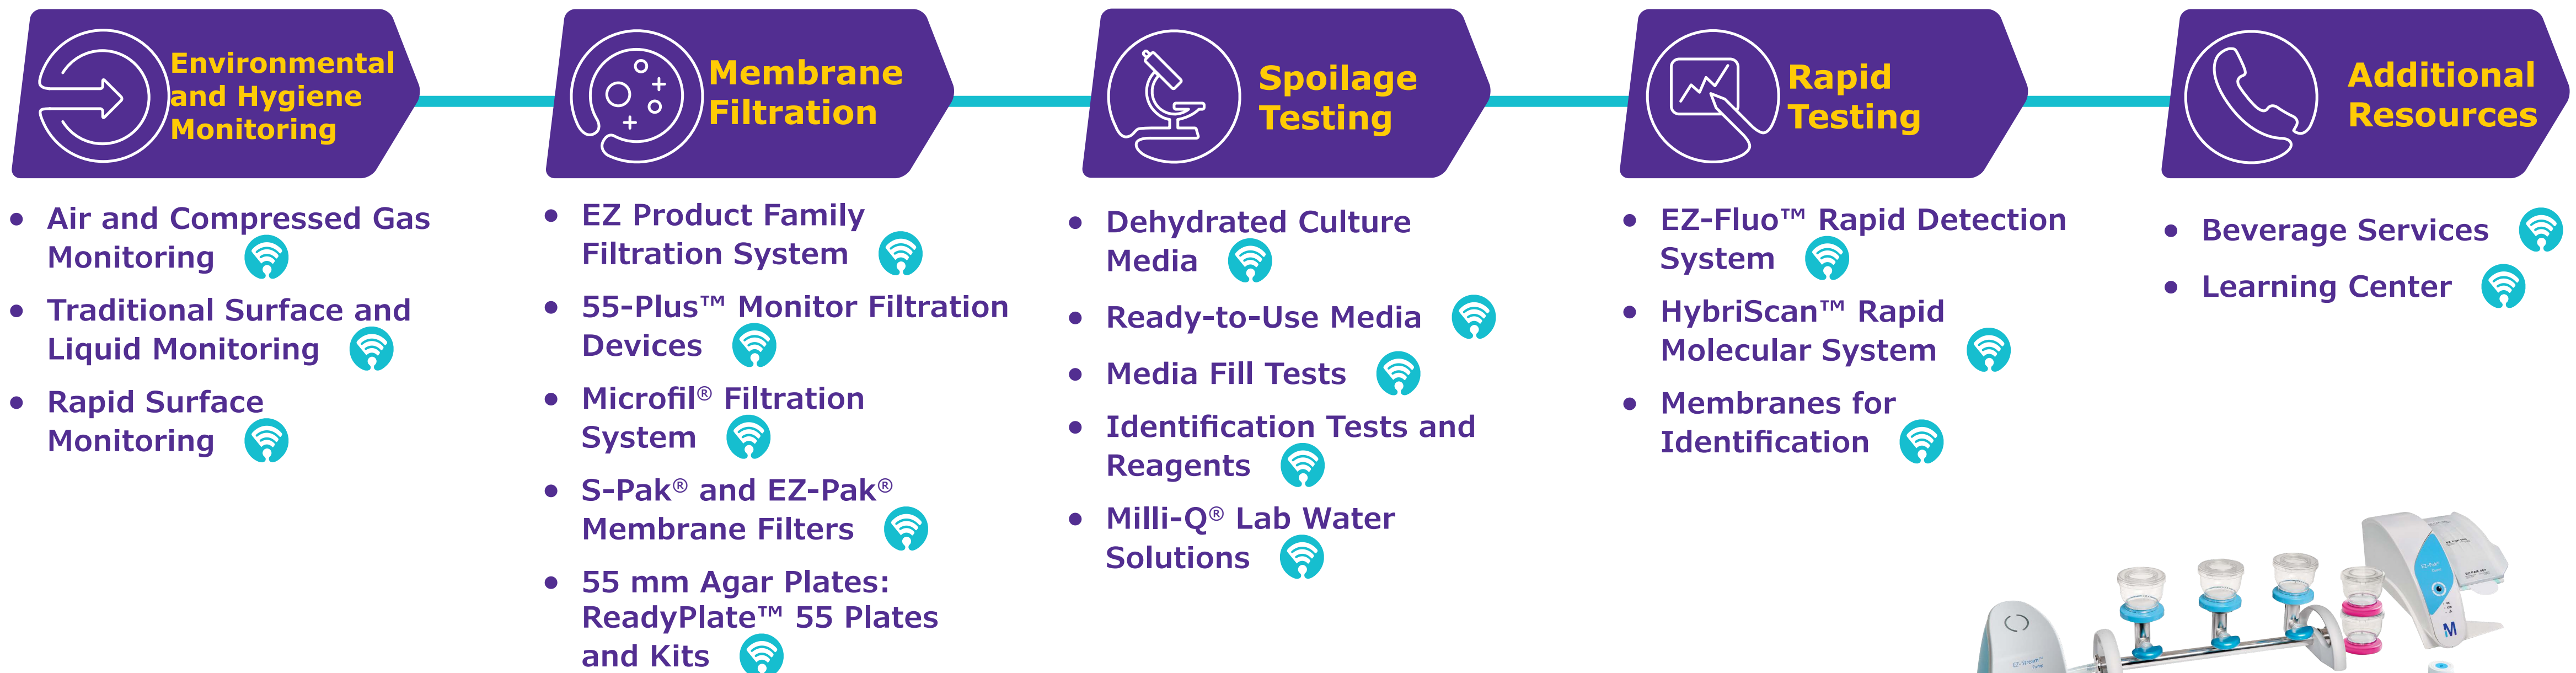 Environmental
and Hygiene
Monitoring
• Air and Compressed Gas
Monitoring
• Traditional Surface and
Liquid Monitoring
• Rapid Surface
Monitoring
Membrane
Filtration
• EZ Product Family
Filtration System
• 55-Plus™ Monitor Filtration
Devices
• Microfil® Filtration
System
• S-Pak® and EZ-Pak®
Membrane Filters
• 55 mm Agar Plates:
ReadyPlate™ 55 Plates
and Kits
Spoilage
Testing
• Dehydrated Culture
Media
• Ready-to-Use Media
• Media Fill Tests
• Identification Tests and
Reagents
• Milli-Q® Lab Water
Solutions
Rapid
Testing
• EZ-Fluo™ Rapid Detection
System
• HybriScan™ Rapid
Molecular System
• Membranes for
Identification
Additional
Resources
• Beverage Services
• Learning Center
EZ-Stream™
Pump
M